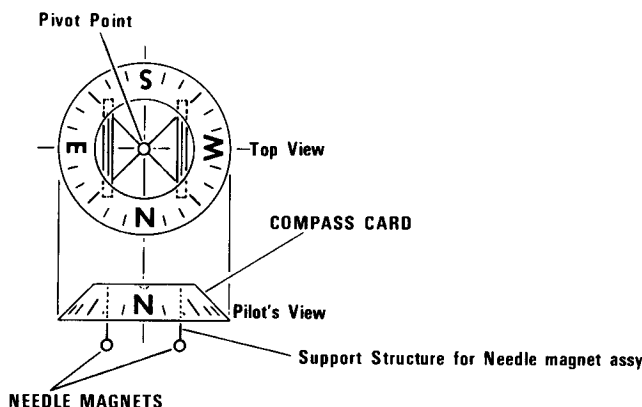 Pivot Point
S
E
W
Top View
N
COMPASS CARD
N
Pilot's View
Support Structure for Needle magnet assy
NEEDLE MAGNETS